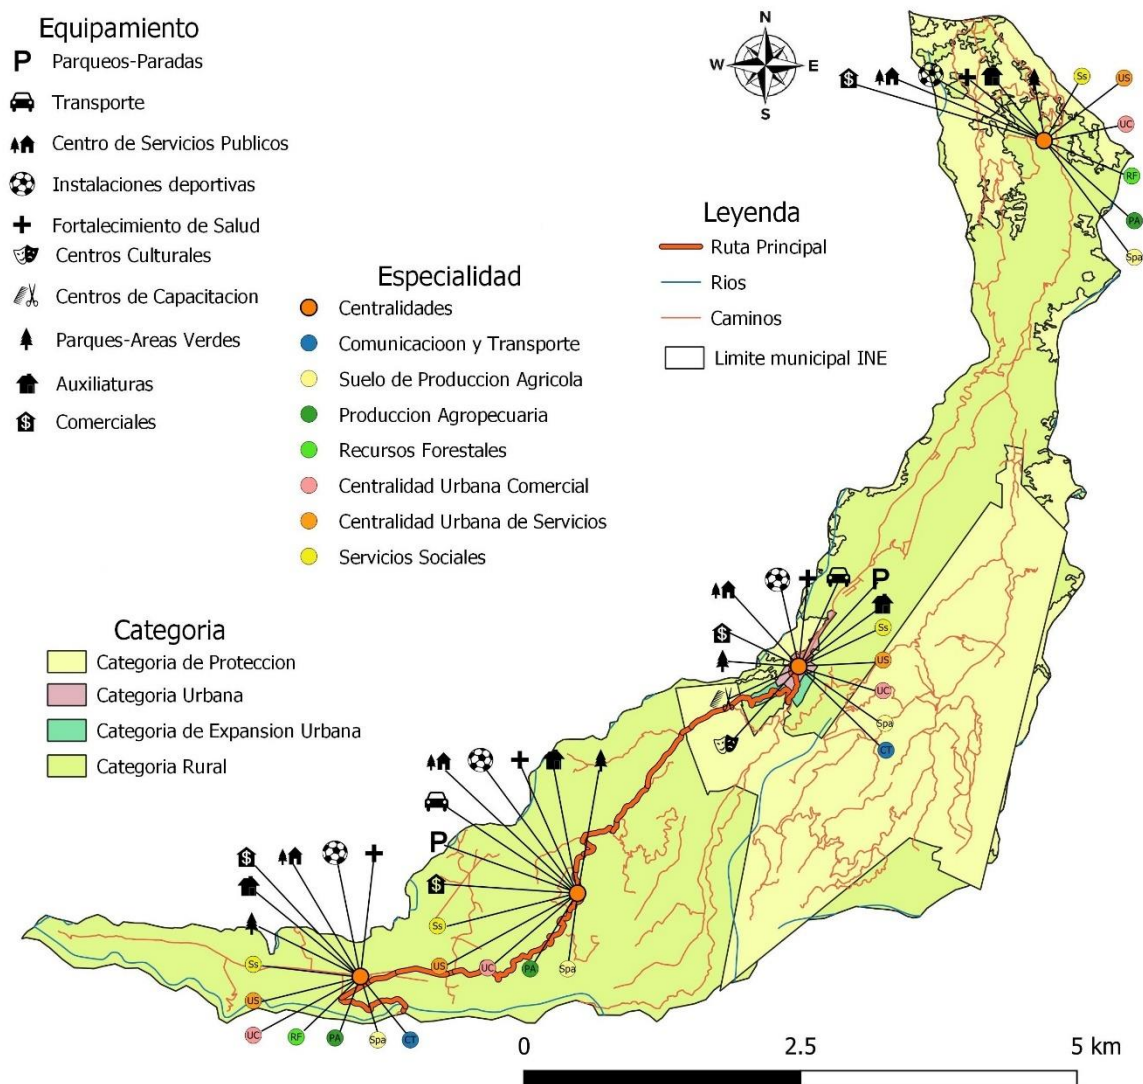 Equipamiento
P Parqueos-Paradas
Transporte
Centro de Servicios Publicos
Instalaciones deportivas
Fortalecimiento de Salud
Centros Culturales
Centros de Capacitacion
Parques-Areas Verdes
Auxiliaturas
$ Comerciales
Especialidad
Centralidades
Comunicacioon y Transporte
Suelo de Produccion Agricola
Produccion Agropecuaria
Recursos Forestales
Centralidad Urbana Comercial
Centralidad Urbana de Servicios
Servicios Sociales
Categoria
Categoria de Proteccion
Categoria Urbana
Categoria de Expansion Urbana
Categoria Rural
N
W E
S
Leyenda
Ruta Principal
Rios
Caminos
Limite municipal INE
$
Ss
US
UC
RF
PA
Spa
P
$
Ss
US
UC
Spa
CT
P
$
Ss
US
UC
PA
Spa
$
Ss
US
UC
RF
PA
Spa
CT
0 2.5 5 km